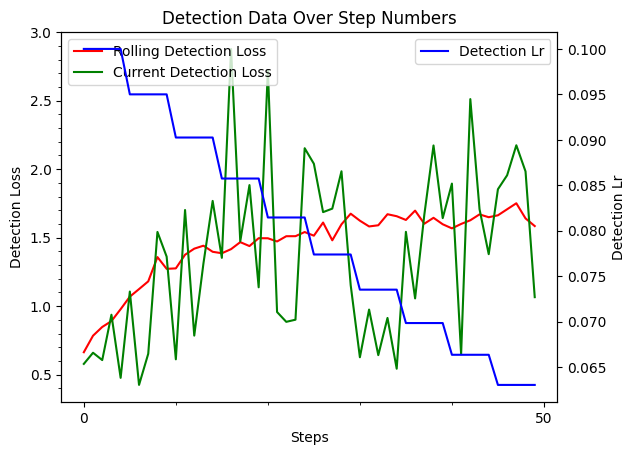 Detection Data Over Step Numbers
Rolling Detection Loss
Current Detection Loss
Detection Lr
3.0
2.5
2.0
1.5
1.0
0.5
Detection Loss
0.100
0.095
0.090
0.085
0.080
0.075
0.070
0.065
Detection Lr
0
50
Steps